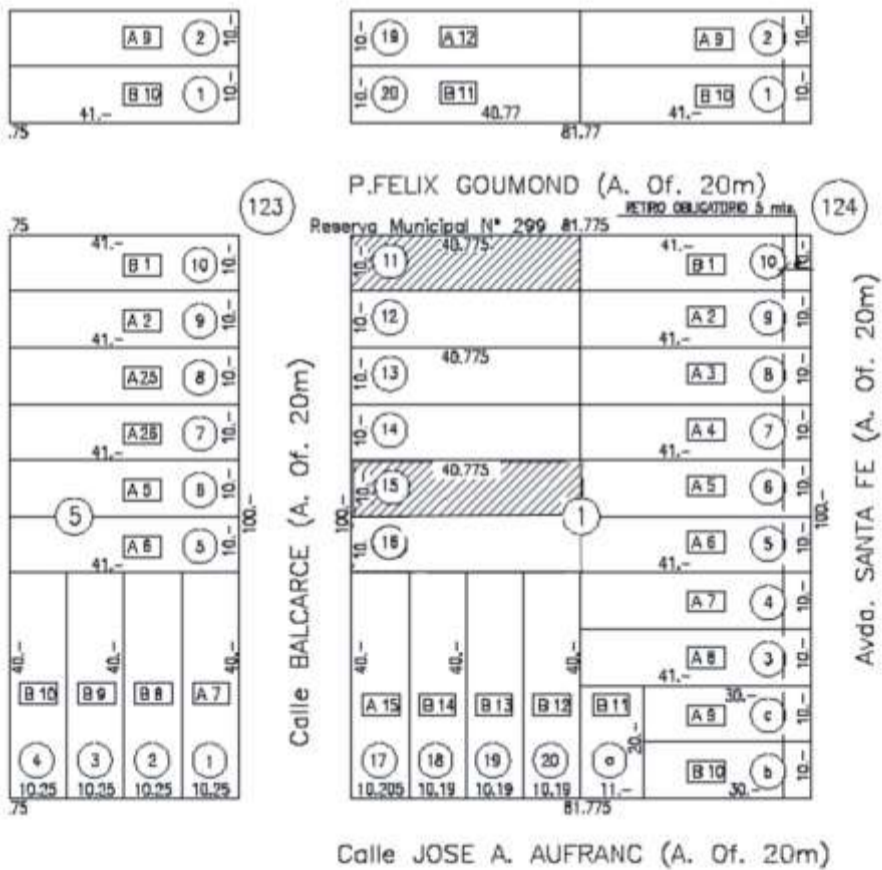 A 9 2 10.-
B 10 1 10.-
41.-
.75
10.- 19 A 12 A 9 2 10.-
10.- 20 B 11 B 10 1 10.-
40.77 41.-
81.77
P.FELIX GOUMOND (A. Of. 20m)
123
RETIRO OBLIGATORIO 5 mts.
124
Reserva Municipal N° 299 81.775
.75
41.-
B 1 10 10.-
A 2 9 10.-
41.-
A25 8 10.-
A26 7 10.-
41.-
A 5 6 10.-
5
A 6 5 10.-
41.-
100.-
40.- 40.- 40.-
B 10 B 9 B 8 A 7
4 3 2 1
10.25 10.25 10.25 10.25
.75
Calle BALCARCE (A. Of. 20m)
40.775 41.-
10.- 11 B 1 10 10.-
10.- 12 A 2 9 10.-
41.-
40.775
10.- 13 A 3 8 10.-
10.- 14 A 4 7 10.-
41.-
40.775
10.- 15 A 5 6 10.-
100.- 1 100.-
10.- 16 A 6 5 10.-
41.-
A 7 4 10.-
A 8 3 10.-
41.-
40.- 40.- 40.-
30.-
A 15 B 14 B 13 B 12 B 11 A 9 c 10.-
20.-
17 18 19 20 a B 10 b 10.-
10.205 10.19 10.19 10.19 11.- 30.-
81.775
Avda. SANTA FE (A. Of. 20m)
Calle JOSE A. AUFRANC (A. Of. 20m)